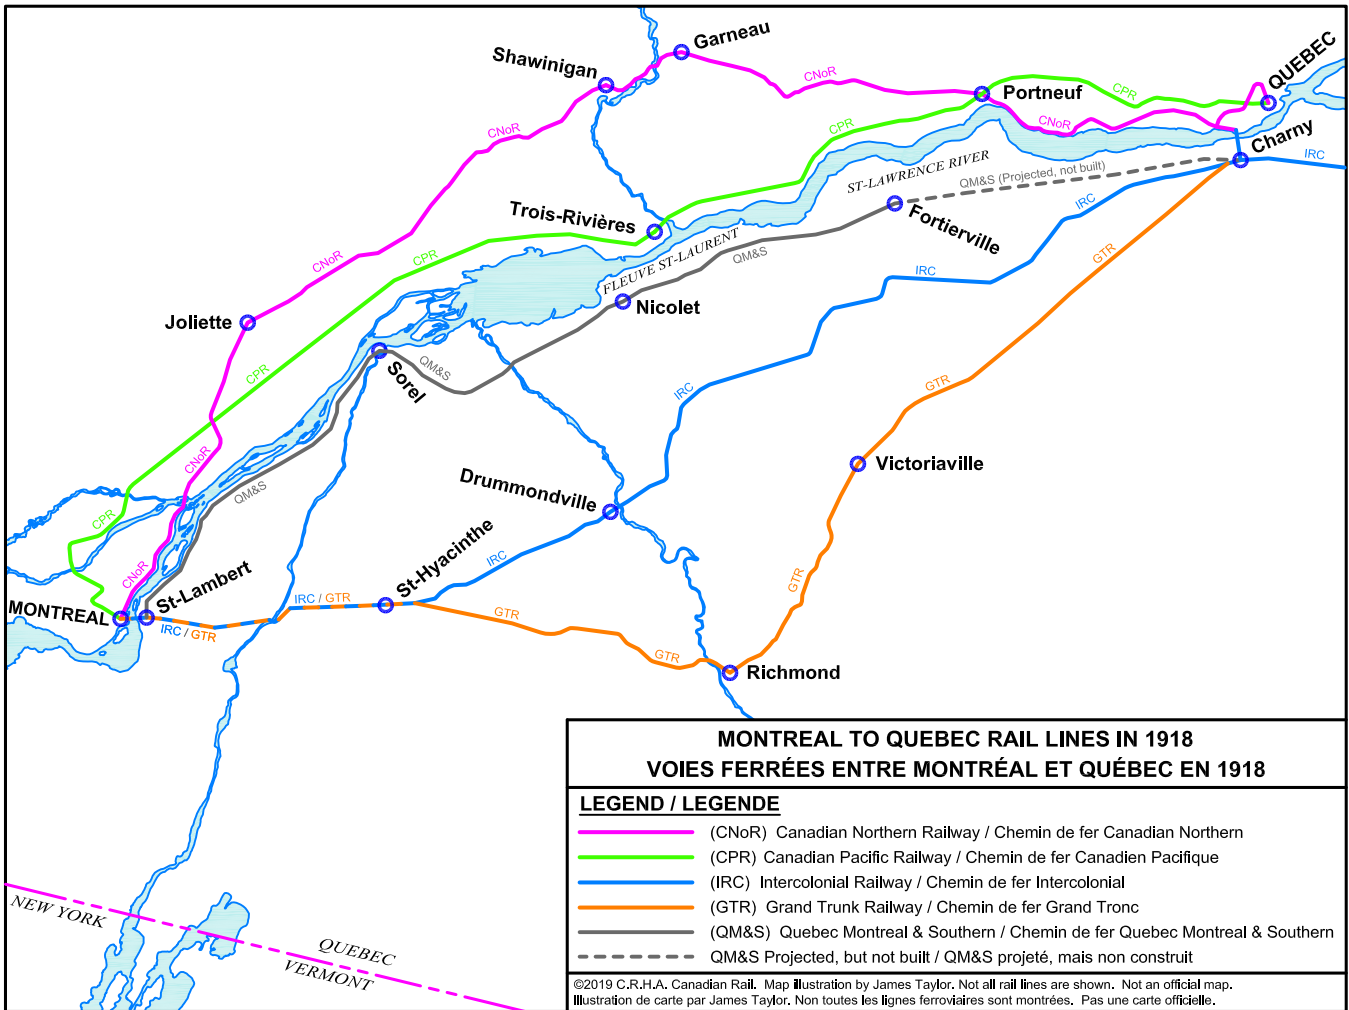 Garneau
Shawinigan
CNoR
QUEBEC
CPR
Portneuf
CNoR
CNoR
CPR
Charny
IRC
ST-LAWRENCE RIVER
QM&S (Projected, not built)
IRC
Trois-Rivières
Fortierville
FLEUVE ST-LAURENT
QM&S
CNoR
CPR
GTR
IRC
Nicolet
Joliette
Sorel
QM&S
CPR
IRC
GTR
CNoR
QM&S
Victoriaville
Drummondville
CPR
St-Hyacinthe
IRC
CNoR
St-Lambert
GTR
MONTREAL
IRC / GTR
IRC / GTR
GTR
GTR
Richmond
NEW YORK
QUEBEC
VERMONT
MONTREAL TO QUEBEC RAIL LINES IN 1918
VOIES FERRÉES ENTRE MONTRÉAL ET QUÉBEC EN 1918
LEGEND / LEGENDE
(CNoR) Canadian Northern Railway / Chemin de fer Canadian Northern
(CPR) Canadian Pacific Railway / Chemin de fer Canadien Pacifique
(IRC) Intercolonial Railway / Chemin de fer Intercolonial
(GTR) Grand Trunk Railway / Chemin de fer Grand Tronc
(QM&S) Quebec Montreal & Southern / Chemin de fer Quebec Montreal & Southern
QM&S Projected, but not built / QM&S projeté, mais non construit
©2019 C.R.H.A. Canadian Rail. Map illustration by James Taylor. Not all rail lines are shown. Not an official map.
Illustration de carte par James Taylor. Non toutes les lignes ferroviaires sont montrées. Pas une carte officielle.